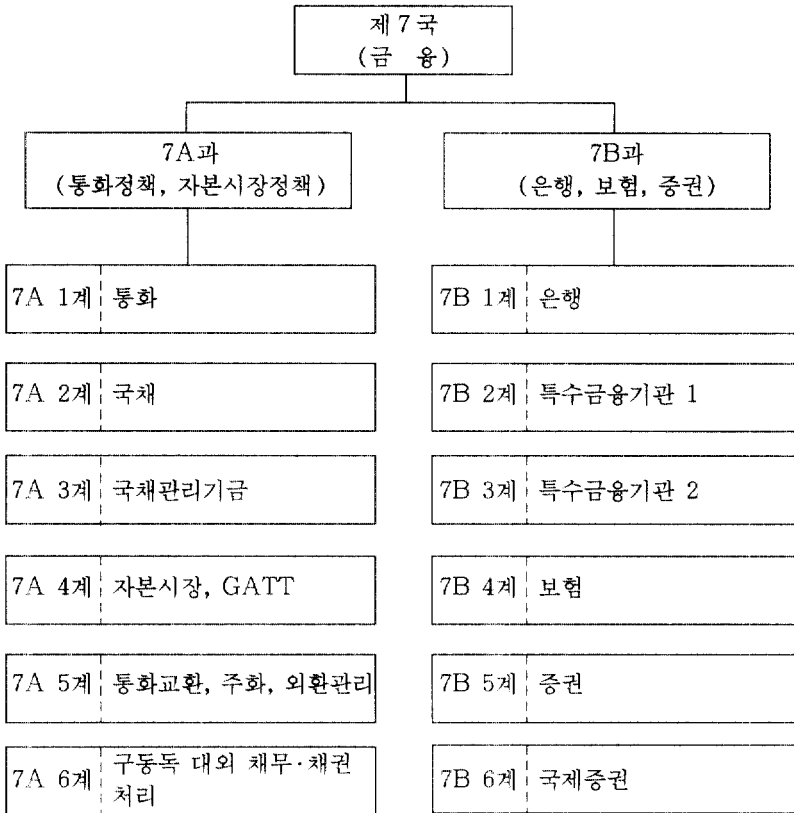 제 7 국
(금 융)
7A과
(통화정책, 자본시장정책)
7B과
(은행, 보험, 증권)
7A 1계 통화
7A 2계 국채
7A 3계 국채관리기금
7A 4계 자본시장, GATT
7A 5계 통화교환, 주화, 외환관리
7A 6계 구동독 대외 채무·채권
처리
7B 1계 은행
7B 2계 특수금융기관 1
7B 3계 특수금융기관 2
7B 4계 보험
7B 5계 증권
7B 6계 국제증권